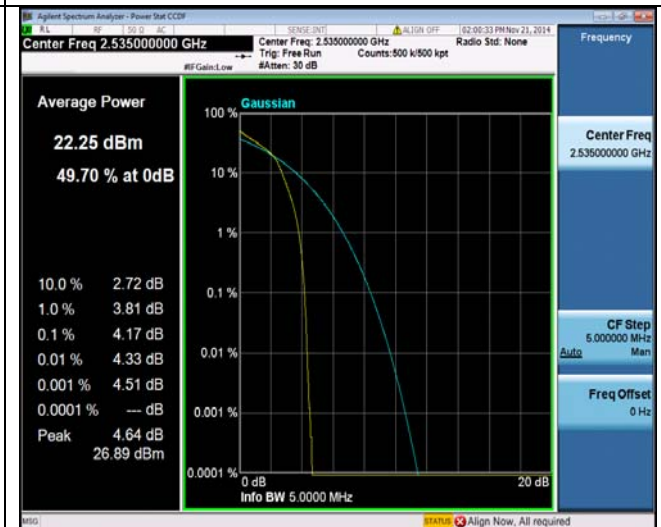 Agilent Spectrum Analyzer - Power Stat CCDF
RL RF 50 Ω AC SENSE:INT ALIGN OFF 02:00:33 PM Nov 21, 2014
Center Freq 2.535000000 GHz
Center Freq: 2.535000000 GHz
Radio Std: None
Trig: Free Run Counts:500 k/500 kpt
#IFGain:Low #Atten: 30 dB
Frequency
Average Power
22.25 dBm
49.70 % at 0dB
10.0 % 2.72 dB
1.0 % 3.81 dB
0.1 % 4.17 dB
0.01 % 4.33 dB
0.001 % 4.51 dB
0.0001 % --- dB
Peak 4.64 dB
26.89 dBm
Gaussian
100 %
10 %
1 %
0.1 %
0.01 %
0.001 %
0.0001 %
0 dB 20 dB
Info BW 5.0000 MHz
Center Freq
2.535000000 GHz
CF Step
5.000000 MHz
Auto Man
Freq Offset
0 Hz
MSG STATUS Align Now, All required